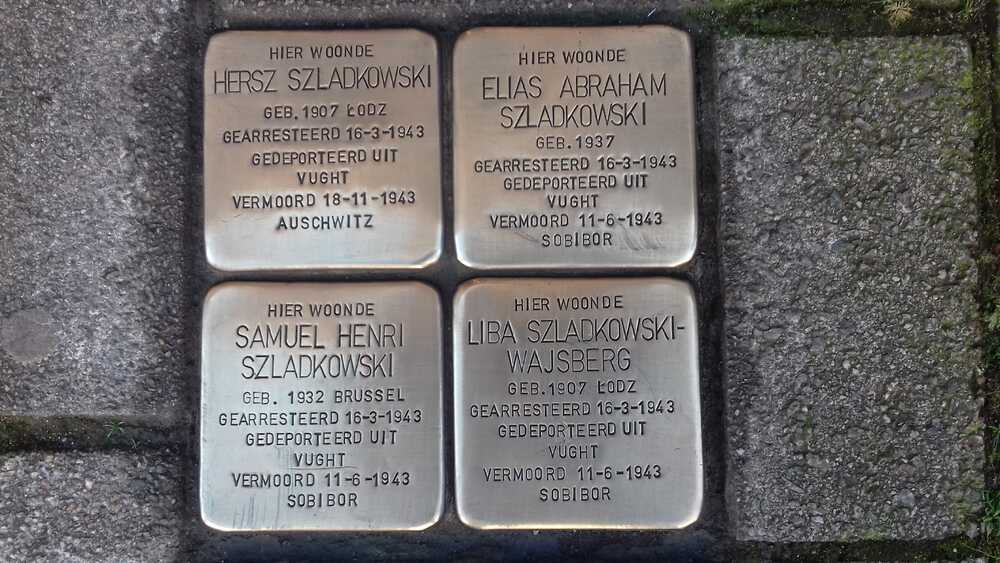 HIER WOONDE
HERSZ SZLADKOWSKI
GEB. 1907 ŁODZ
GEARRESTEERD 16-3-1943
GEDEPORTEERD UIT
VUGHT
VERMOORD 18-11-1943
AUSCHWITZ
HIER WOONDE
ELIAS ABRAHAM
SZLADKOWSKI
GEB. 1937
GEARRESTEERD 16-3-1943
GEDEPORTEERD UIT
VUGHT
VERMOORD 11-6-1943
SOBIBOR
HIER WOONDE
SAMUEL HENRI
SZLADKOWSKI
GEB. 1932 BRUSSEL
GEARRESTEERD 16-3-1943
GEDEPORTEERD UIT
VUGHT
VERMOORD 11-6-1943
SOBIBOR
HIER WOONDE
LIBA SZLADKOWSKI-
WAJSBERG
GEB. 1907 ŁODZ
GEARRESTEERD 16-3-1943
GEDEPORTEERD UIT
VUGHT
VERMOORD 11-6-1943
SOBIBOR